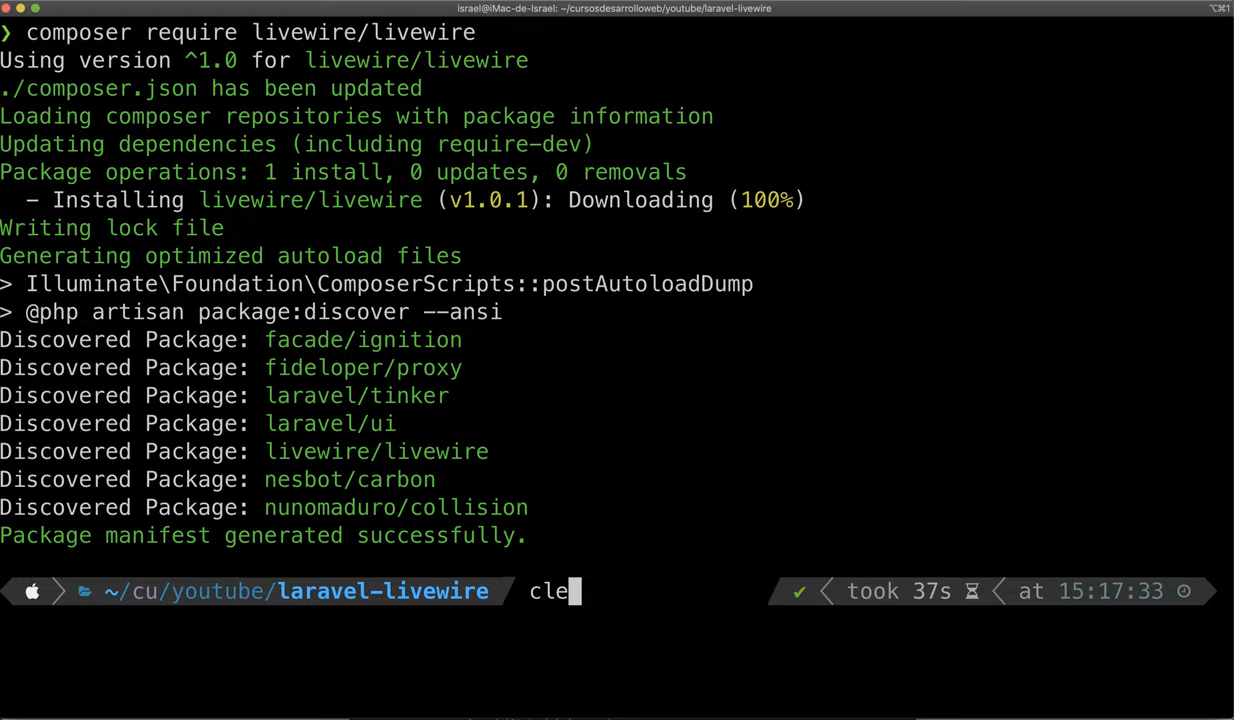 israel@iMac-de-Israel: ~/cursosdesarrolloweb/youtube/laravel-livewire
⌥⌘1
❯ composer require livewire/livewire
Using version ^1.0 for livewire/livewire
./composer.json has been updated
Loading composer repositories with package information
Updating dependencies (including require-dev)
Package operations: 1 install, 0 updates, 0 removals
  - Installing livewire/livewire (v1.0.1): Downloading (100%)
Writing lock file
Generating optimized autoload files
> Illuminate\Foundation\ComposerScripts::postAutoloadDump
> @php artisan package:discover --ansi
Discovered Package: facade/ignition
Discovered Package: fideloper/proxy
Discovered Package: laravel/tinker
Discovered Package: laravel/ui
Discovered Package: livewire/livewire
Discovered Package: nesbot/carbon
Discovered Package: nunomaduro/collision
Package manifest generated successfully.
~/cu/youtube/laravel-livewire cle ✔ took 37s at 15:17:33